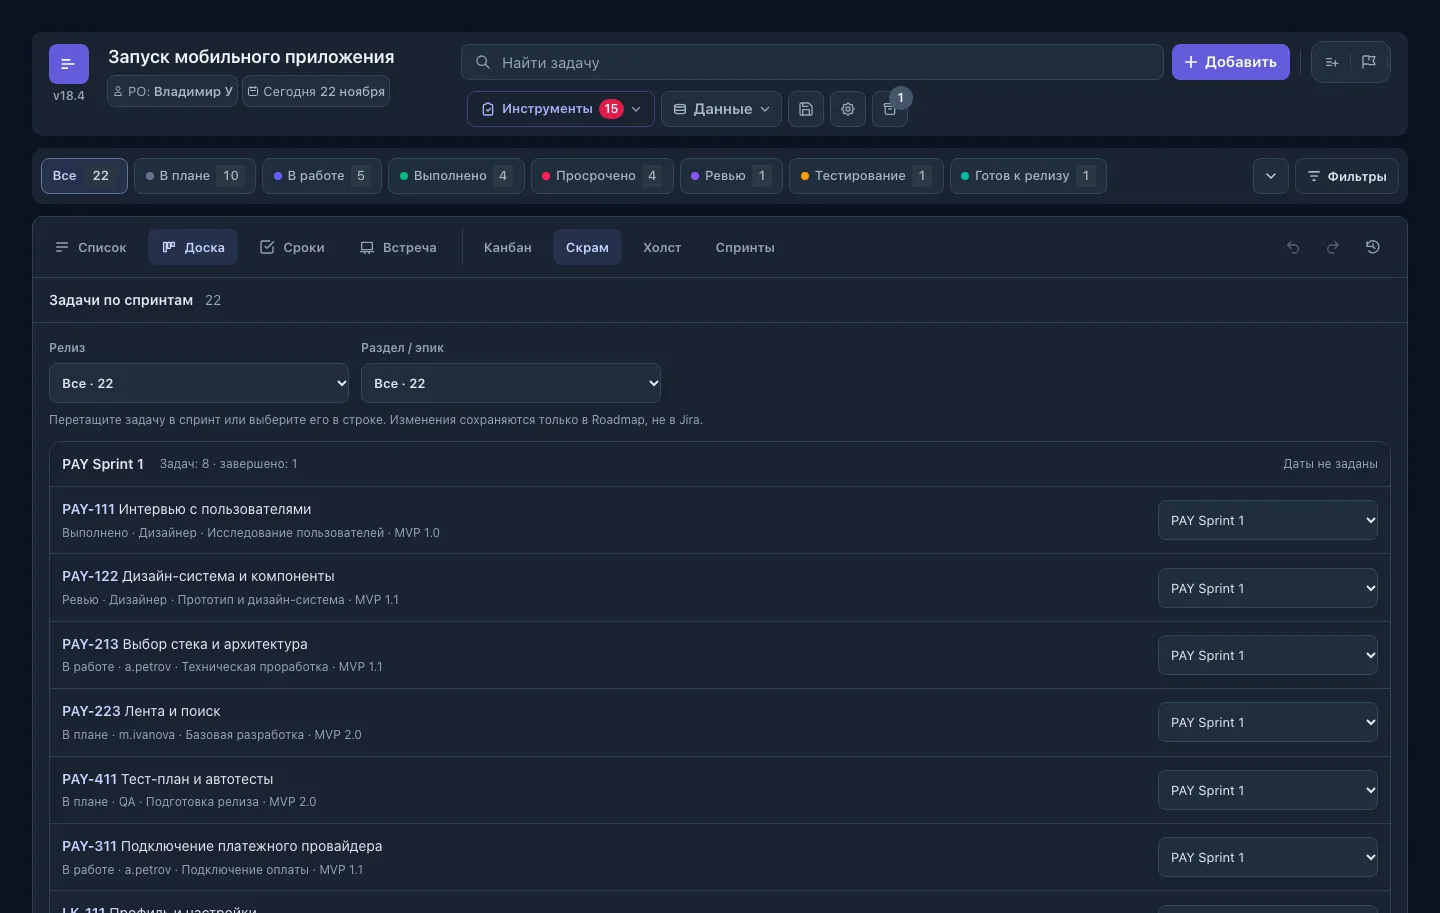 Запуск мобильного приложения
v18.4
PO: Владимир У
Сегодня 22 ноября
Найти задачу
Добавить
Инструменты 15
Данные
1
Все 22
В плане 10
В работе 5
Выполнено 4
Просрочено 4
Ревью 1
Тестирование 1
Готов к релизу 1
Фильтры
Список
Доска
Сроки
Встреча
Канбан
Скрам
Холст
Спринты
Задачи по спринтам 22
Релиз
Раздел / эпик
Все · 22
Все · 22
Перетащите задачу в спринт или выберите его в строке. Изменения сохраняются только в Roadmap, не в Jira.
PAY Sprint 1 Задач: 8 · завершено: 1
Даты не заданы
PAY-111 Интервью с пользователями
Выполнено · Дизайнер · Исследование пользователей · MVP 1.0
PAY Sprint 1
PAY-122 Дизайн-система и компоненты
Ревью · Дизайнер · Прототип и дизайн-система · MVP 1.1
PAY Sprint 1
PAY-213 Выбор стека и архитектура
В работе · a.petrov · Техническая проработка · MVP 1.1
PAY Sprint 1
PAY-223 Лента и поиск
В плане · m.ivanova · Базовая разработка · MVP 2.0
PAY Sprint 1
PAY-411 Тест-план и автотесты
В плане · QA · Подготовка релиза · MVP 2.0
PAY Sprint 1
PAY-311 Подключение платежного провайдера
В работе · a.petrov · Подключение оплаты · MVP 1.1
PAY Sprint 1
LK-111 Профиль и настройки